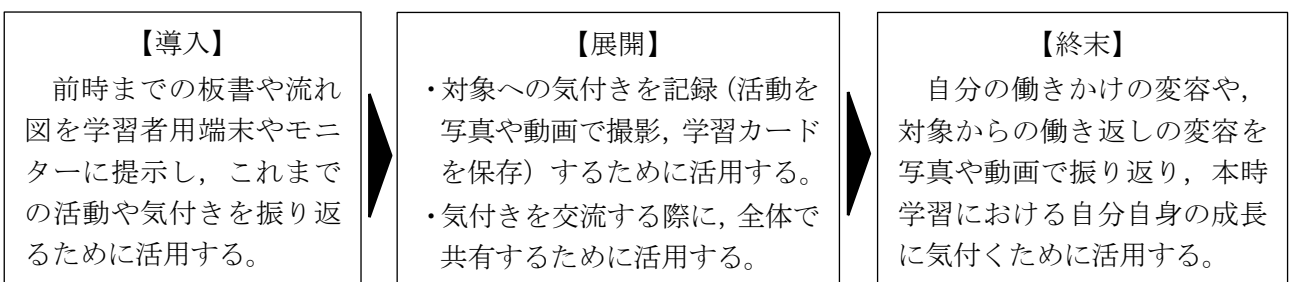 【導入】
前時までの板書や流れ
図を学習者用端末やモニ
ターに提示し，これまで
の活動や気付きを振り返
るために活用する。
【展開】
・対象への気付きを記録（活動を
写真や動画で撮影，学習カード
を保存）するために活用する。
・気付きを交流する際に，全体で
共有するために活用する。
【終末】
自分の働きかけの変容や，
対象からの働き返しの変容を
写真や動画で振り返り，本時
学習における自分自身の成長
に気付くために活用する。